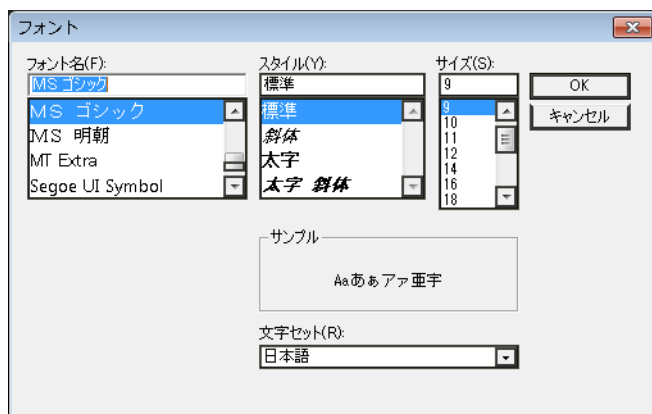 フォント
フォント名(F):
MS ゴシック
MS ゴシック
MS 明朝
MT Extra
Segoe UI Symbol
スタイル(Y):
標準
標準
斜体
太字
太字 斜体
サイズ(S):
9
9
10
11
12
14
16
18
OK
キャンセル
サンプル
Aaあぁアァ亜宇
文字セット(R):
日本語